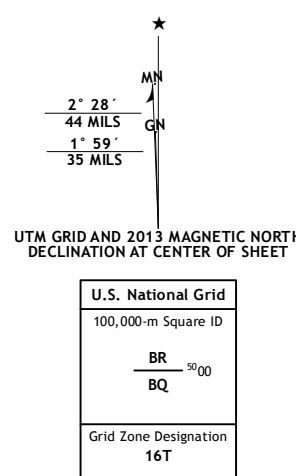 ★
MN
2° 28´
44 MILS
GN
1° 59´
35 MILS
UTM GRID AND 2013 MAGNETIC NORTH
DECLINATION AT CENTER OF SHEET
U.S. National Grid
100,000-m Square ID
BR
5000
BQ
Grid Zone Designation
16T